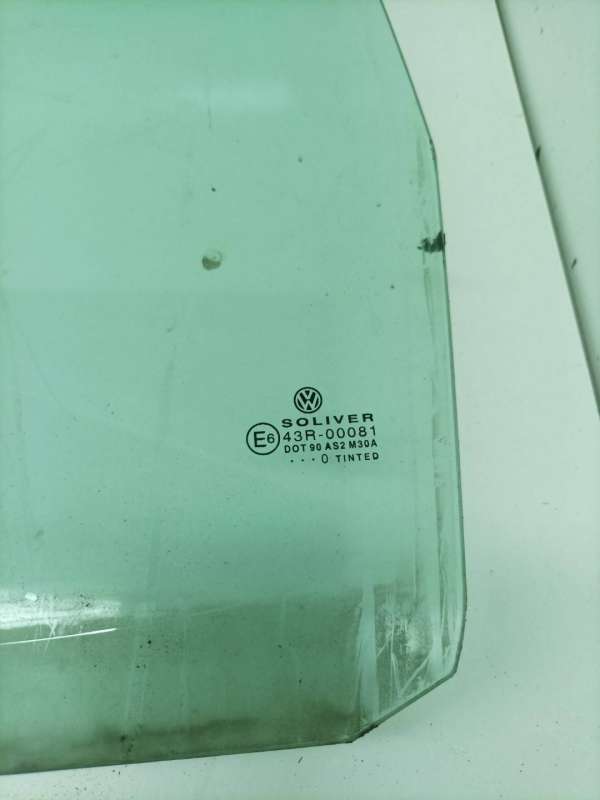 VW
SOLIVER
E6 43R-00081
DOT 90 AS2 M30A
••• 0 TINTED